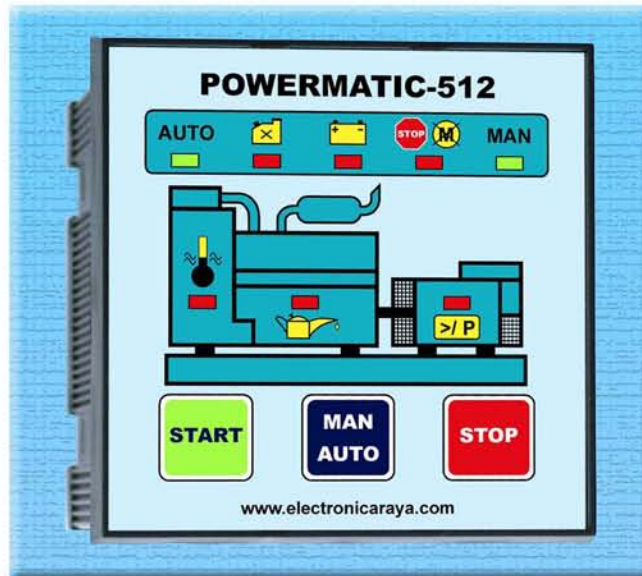 POWERMATIC-512
AUTO
STOP
M
MAN
>/ P
START
MAN
AUTO
STOP
www.electronicaraya.com